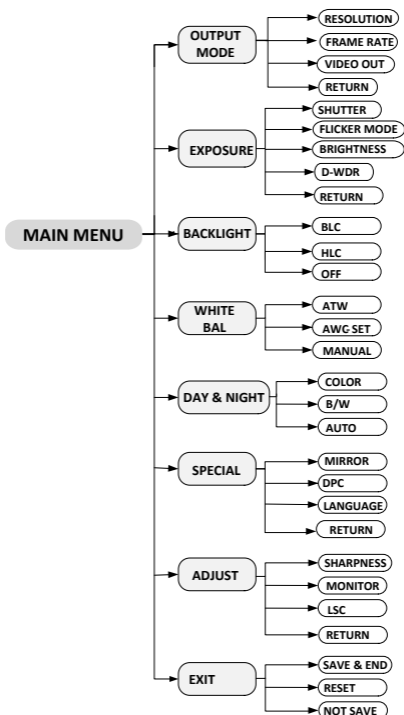 MAIN MENU
OUTPUT
MODE
RESOLUTION
FRAME RATE
VIDEO OUT
RETURN
EXPOSURE
SHUTTER
FLICKER MODE
BRIGHTNESS
D-WDR
RETURN
BACKLIGHT
BLC
HLC
OFF
WHITE
BAL
ATW
AWC SET
MANUAL
DAY & NIGHT
COLOR
B/W
AUTO
SPECIAL
MIRROR
DPC
LANGUAGE
RETURN
ADJUST
SHARPNESS
MONITOR
LSC
RETURN
EXIT
SAVE & END
RESET
NOT SAVE